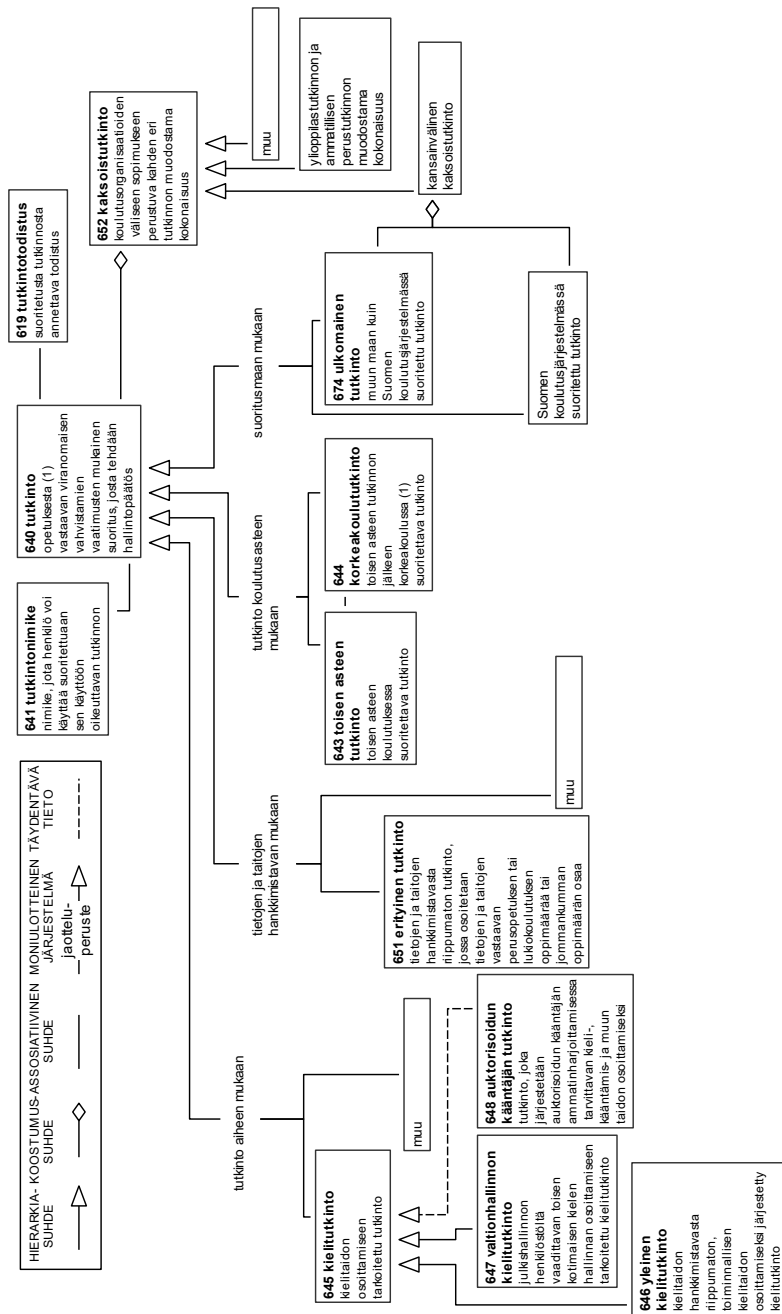 HIERARKIA-
SUHDE
KOOSTUMUS-
SUHDE
ASSOSIATIIVINEN
SUHDE
MONIULOTTEINEN
JÄRJESTELMÄ
jaottelu-
peruste
TÄYDENTÄVÄ
TIETO
641 tutkintonimike
nimike, jota henkilö voi
käyttää suoritettuaan
sen käyttöön
oikeuttavan tutkinnon
640 tutkinto
opetuksesta (1)
vastaavan viranomaisen
vahvistamien
vaatimusten mukainen
suoritus, josta tehdään
hallintopäätös
619 tutkintotodistus
suoritetusta tutkinnosta
annettava todistus
652 kaksoistutkinto
koulutusorganisaatioiden
väliseen sopimukseen
perustuva kahden eri
tutkinnon muodostama
kokonaisuus
tutkinto aiheen mukaan
tietojen ja taitojen
hankkimistavan mukaan
tutkinto koulutusasteen
mukaan
suoritusmaan mukaan
muu
ylioppilastutkinnon ja
ammatillisen
perustutkinnon
muodostama
kokonaisuus
kansainvälinen
kaksoistutkinto
645 kielitutkinto
kielitaidon
osoittamiseen
tarkoitettu tutkinto
muu
651 erityinen tutkinto
tietojen ja taitojen
hankkimistavasta
riippumaton tutkinto,
jossa osoitetaan
tietojen ja taitojen
vastaavan
perusopetuksen tai
lukiokoulutuksen
oppimäärää tai
jommankumman
oppimäärän osaa
muu
643 toisen asteen
tutkinto
toisen asteen
koulutuksessa
suoritettava tutkinto
644
korkeakoulututkinto
toisen asteen tutkinnon
jälkeen
korkeakoulussa (1)
suoritettava tutkinto
674 ulkomainen
tutkinto
muun maan kuin
Suomen
koulutusjärjestelmässä
suoritettu tutkinto
Suomen
koulutusjärjestelmässä
suoritettu tutkinto
646 yleinen
kielitutkinto
kielitaidon
hankkimistavasta
riippumaton,
toiminnallisen
kielitaidon
osoittamiseksi järjestetty
kielitutkinto
647 valtionhallinnon
kielitutkinto
julkishallinnon
henkilöstöltä
vaadittavan toisen
kotimaisen kielen
hallinnan osoittamiseen
tarkoitettu kielitutkinto
648 auktorisoidun
kääntäjän tutkinto
tutkinto, joka
järjestetään
auktorisoidun kääntäjän
ammatinharjoittamisessa
tarvittavan kieli-,
kääntämis- ja muun
taidon osoittamiseksi